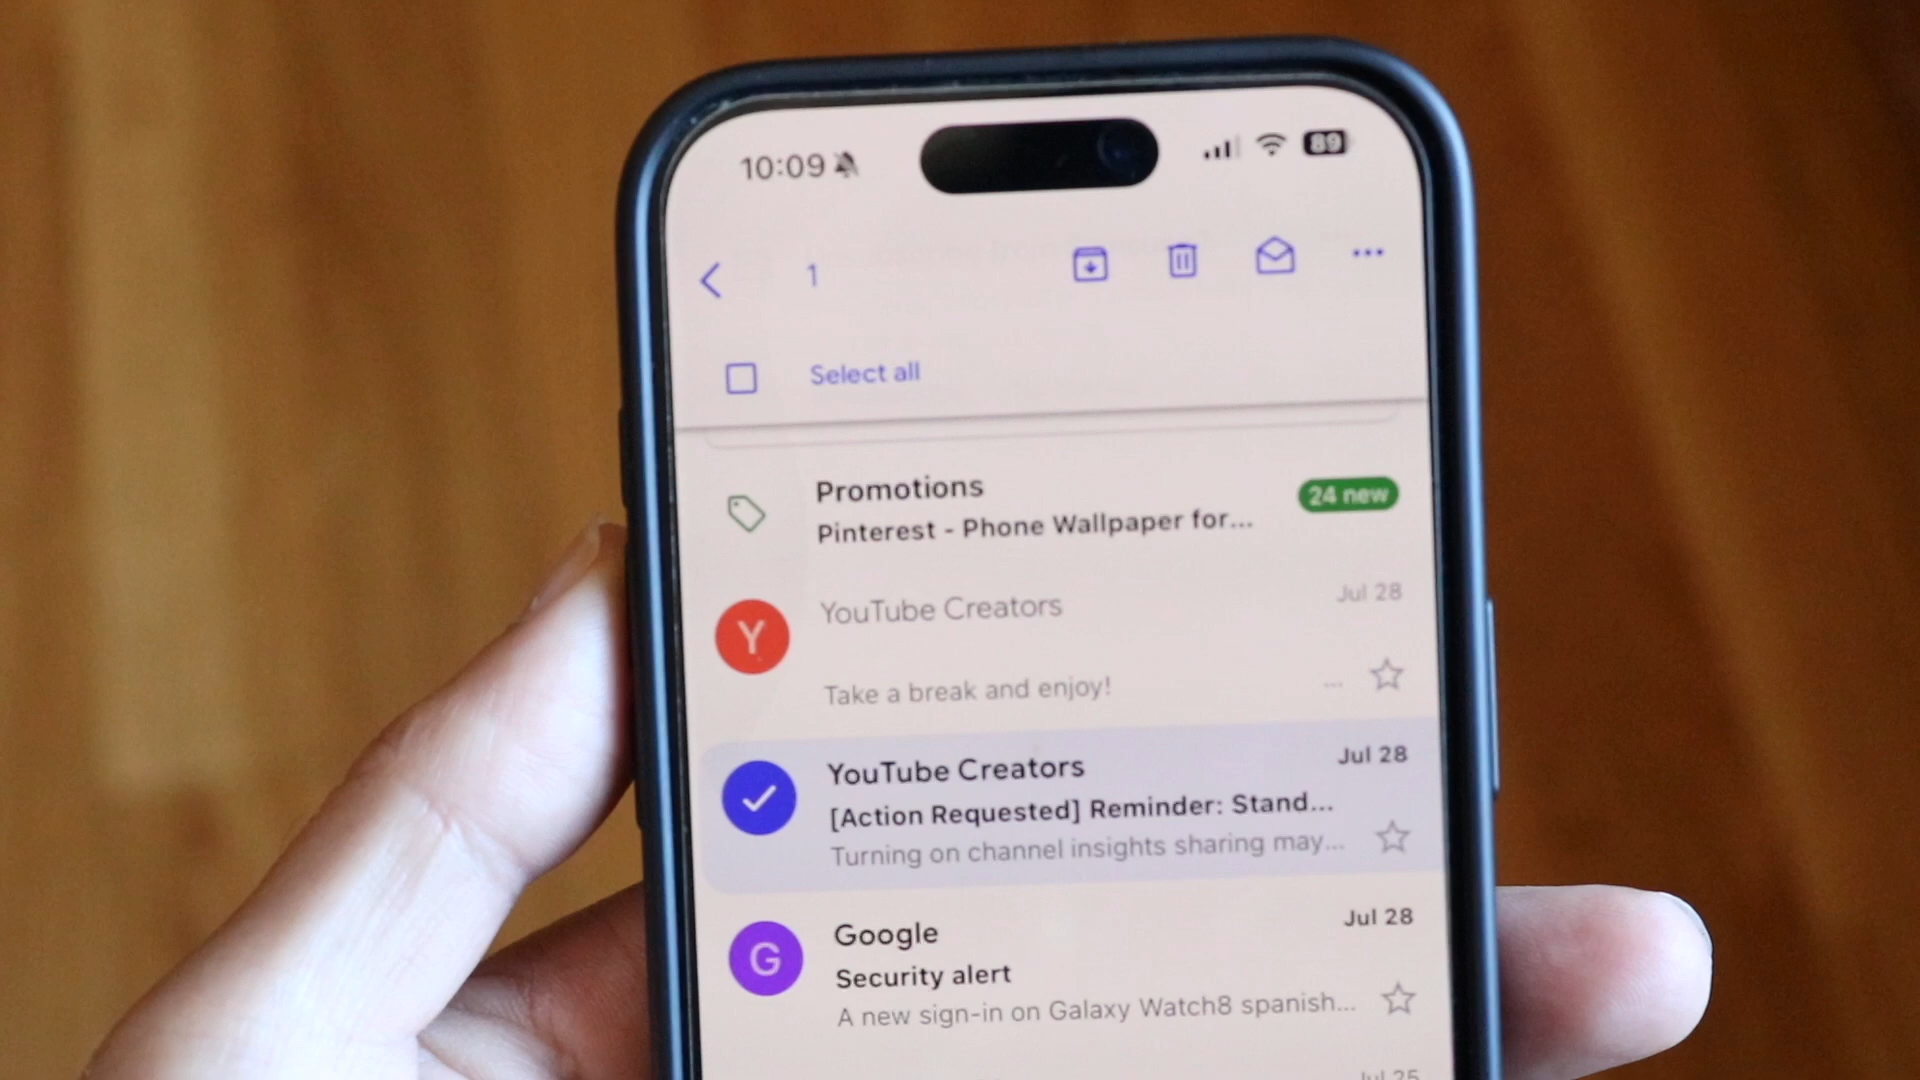 10:09
89
1
Select all
Promotions
24 new
Pinterest - Phone Wallpaper for...
YouTube Creators
Jul 28
Y
Take a break and enjoy!
...
YouTube Creators
Jul 28
[Action Requested] Reminder: Stand...
Turning on channel insights sharing may...
Google
Jul 28
G
Security alert
A new sign-in on Galaxy Watch8 spanish...
Jul 25